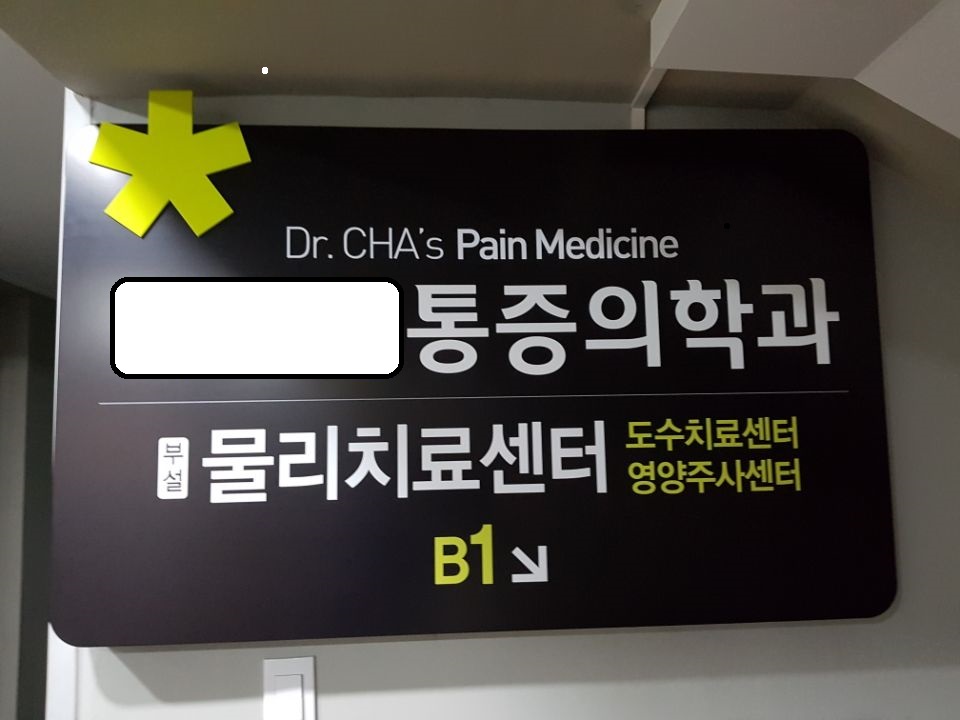 Dr. CHA's Pain Medicine
통증의학과
부설 물리치료센터
도수치료센터
영양주사센터
B1